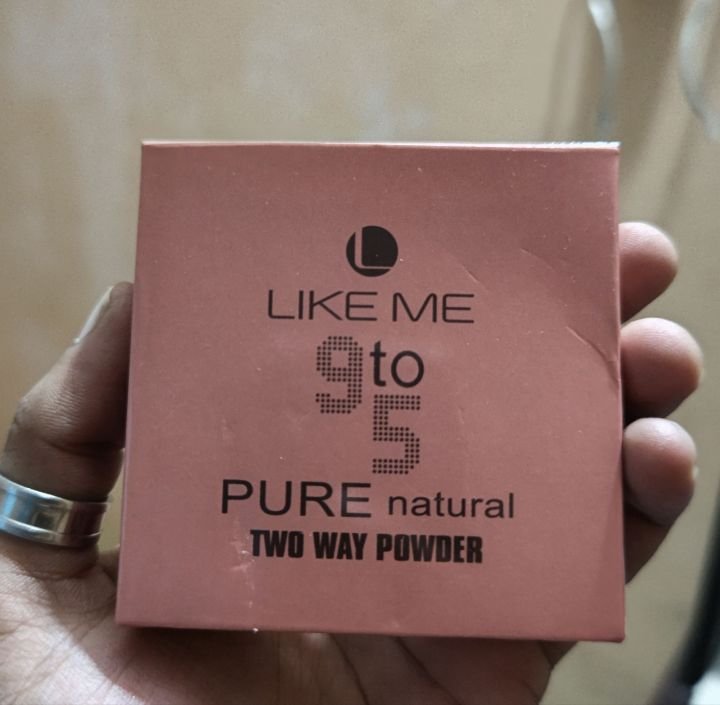 L
LIKE ME
9to
5
PURE natural
TWO WAY POWDER